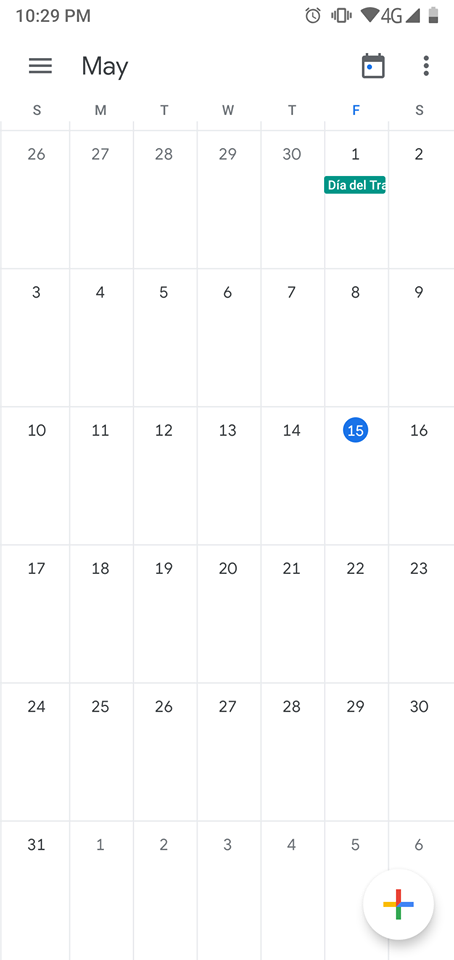 10:29 PM 4G
May
S M T W T F S
26 27 28 29 30 1 2
Día del Tra
3 4 5 6 7 8 9
10 11 12 13 14 15 16
17 18 19 20 21 22 23
24 25 26 27 28 29 30
31 1 2 3 4 5 6